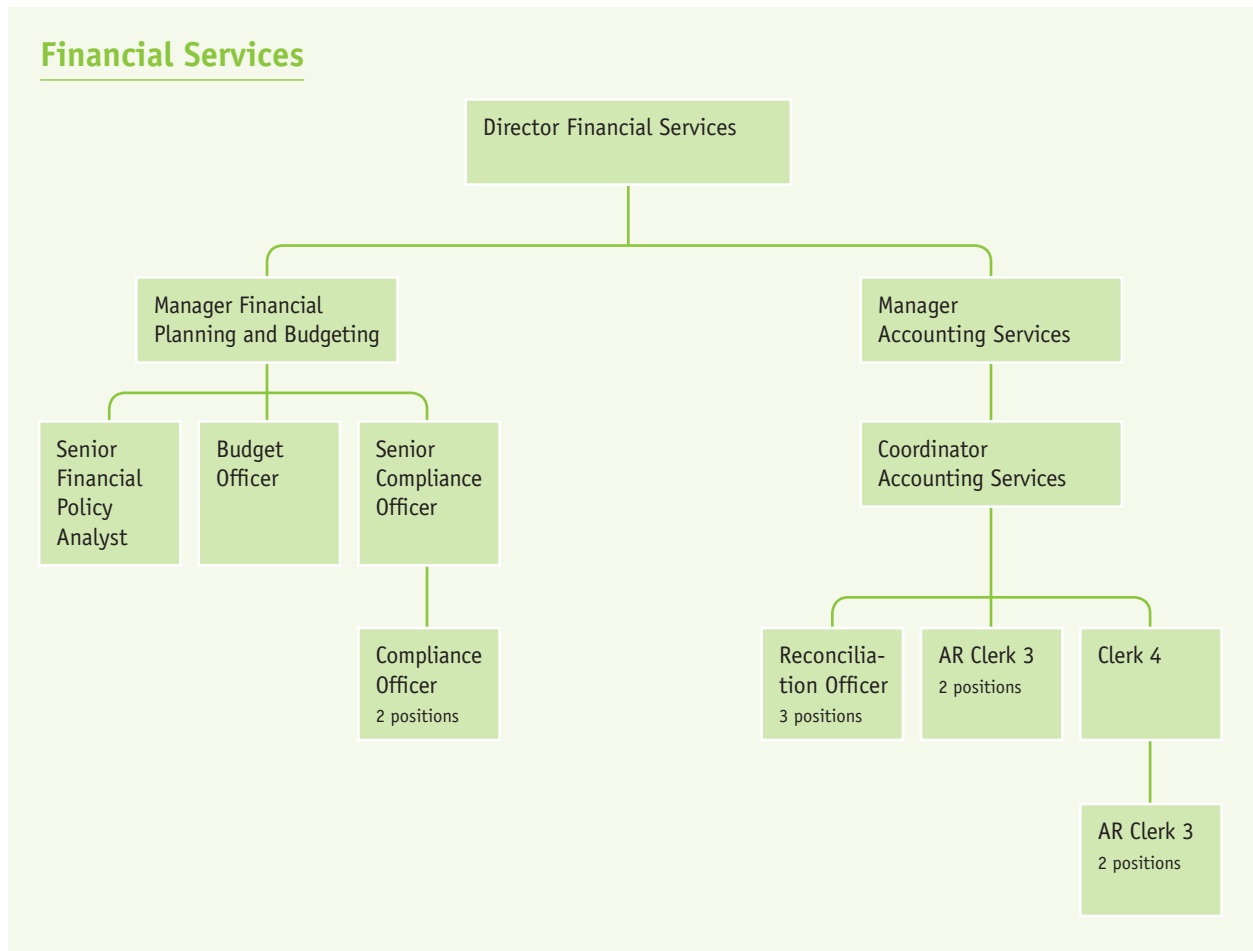 Financial Services
Director Financial Services
Manager Financial
Planning and Budgeting
Manager
Accounting Services
Senior
Financial
Policy
Analyst
Budget
Officer
Senior
Compliance
Officer
Coordinator
Accounting Services
Compliance
Officer
2 positions
Reconcilia-
tion Officer
3 positions
AR Clerk 3
2 positions
Clerk 4
AR Clerk 3
2 positions